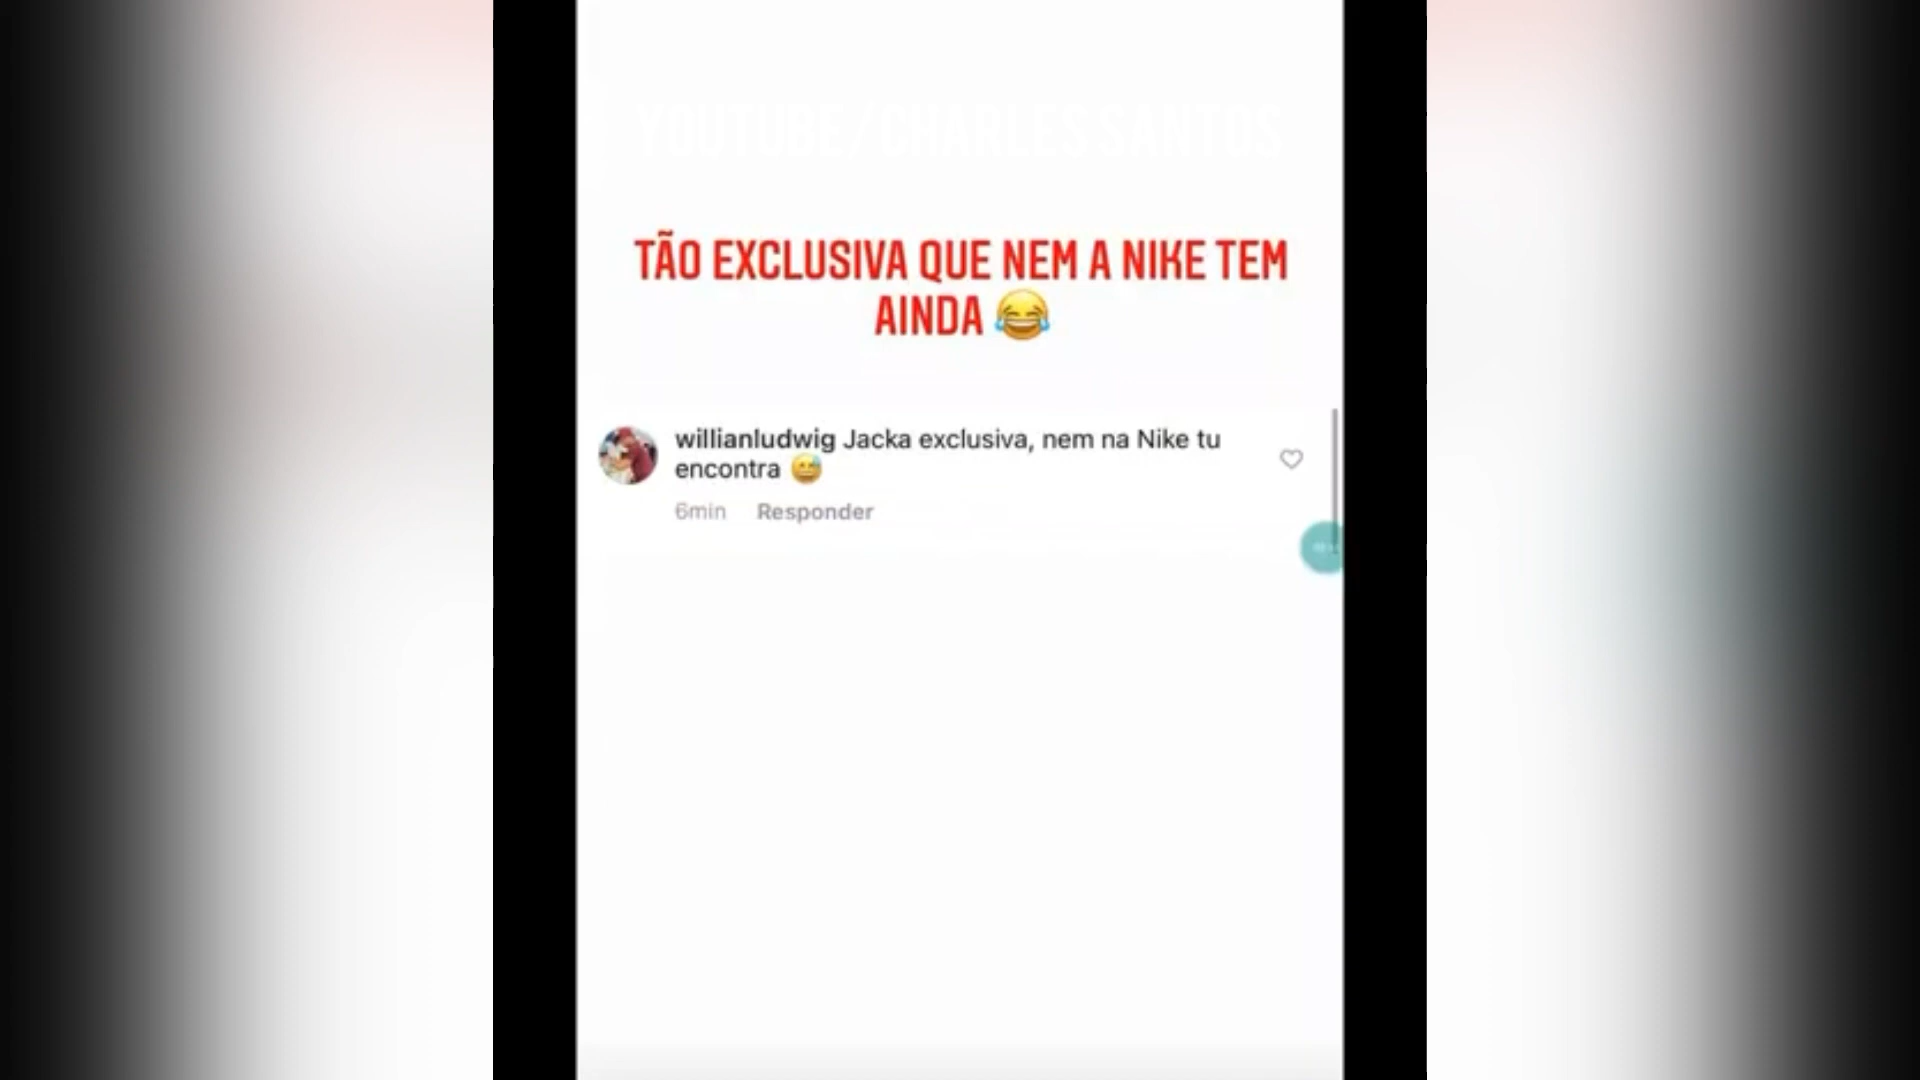 YOUTUBE/CHARLES SANTOS
TÃO EXCLUSIVA QUE NEM A NIKE TEM
AINDA 😂
willianludwig Jacka exclusiva, nem na Nike tu
encontra 😅
6min Responder